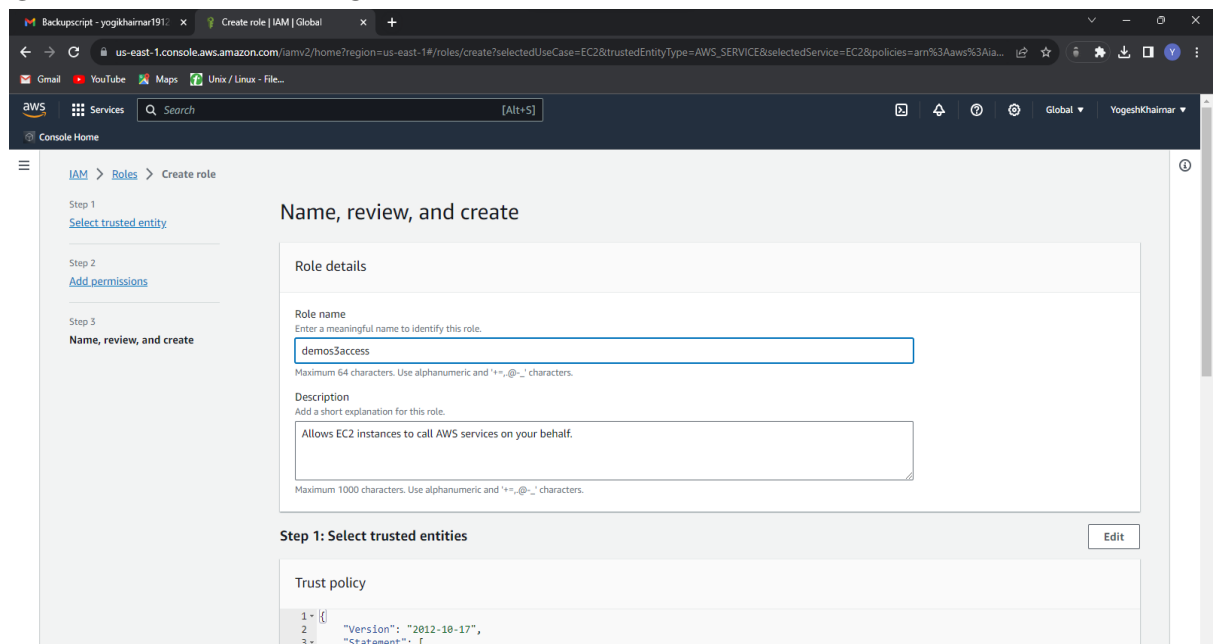 Backupscript - yogikhairnar1912
Create role | IAM | Global
us-east-1.console.aws.amazon.com/iamv2/home?region=us-east-1#/roles/create?selectedUseCase=EC2&trustedEntityType=AWS_SERVICE&selectedService=EC2&policies=arn%3Aaws%3Aia...
Gmail YouTube Maps Unix / Linux - File...
aws Services Search [Alt+S] Global YogeshKhairnar
Console Home
IAM > Roles > Create role
Step 1
Select trusted entity
Step 2
Add permissions
Step 3
Name, review, and create
Name, review, and create
Role details
Role name
Enter a meaningful name to identify this role.
demos3access
Maximum 64 characters. Use alphanumeric and '+=,.@-_' characters.
Description
Add a short explanation for this role.
Allows EC2 instances to call AWS services on your behalf.
Maximum 1000 characters. Use alphanumeric and '+=,.@-_' characters.
Step 1: Select trusted entities
Edit
Trust policy
1 {
2 "Version": "2012-10-17",
3 "Statement": [